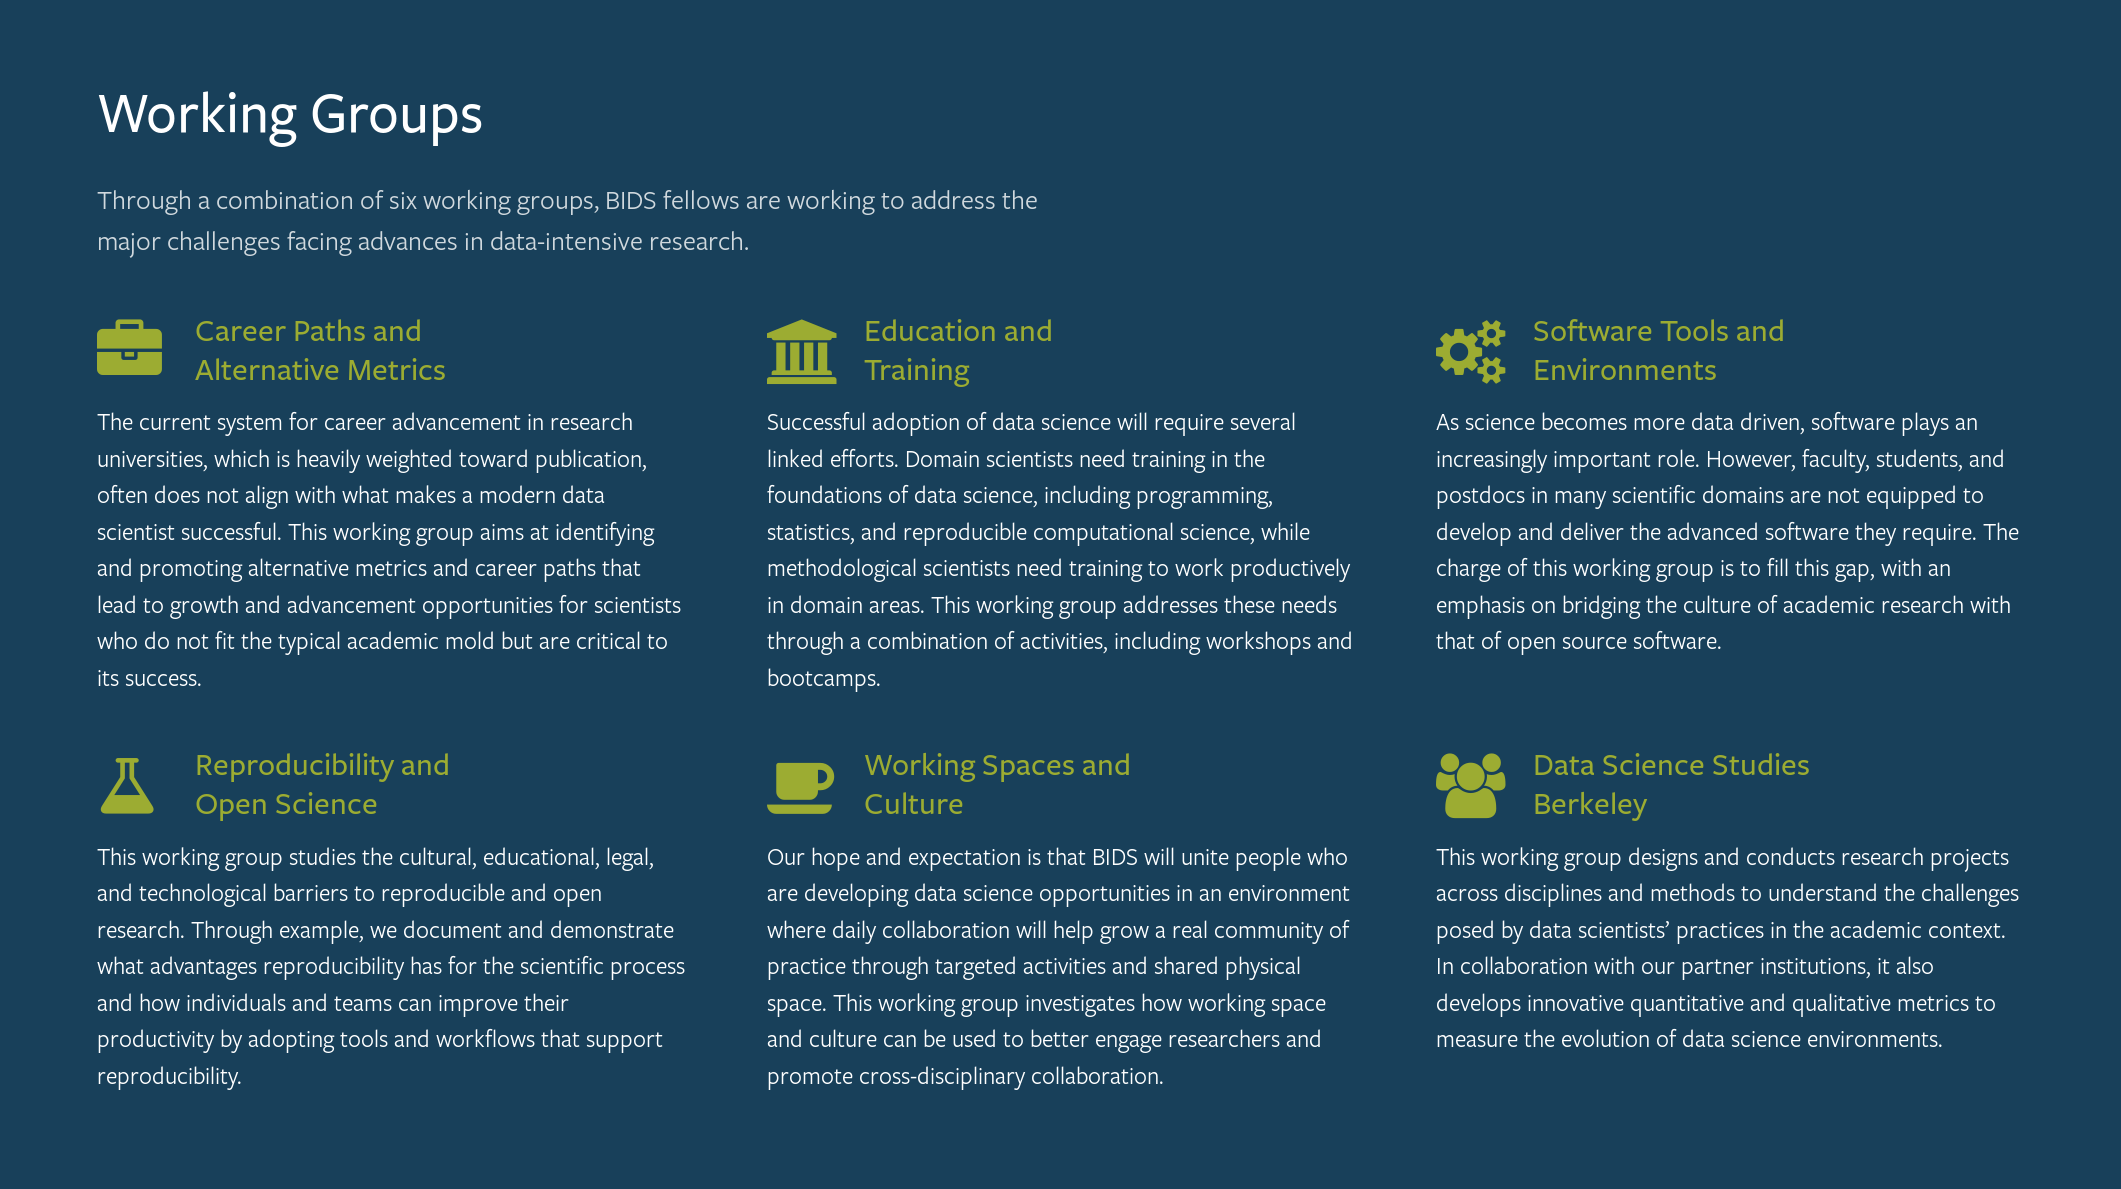 Working Groups
Through a combination of six working groups, BIDS fellows are working to address the
major challenges facing advances in data-intensive research.
Career Paths and
Alternative Metrics
The current system for career advancement in research
universities, which is heavily weighted toward publication,
often does not align with what makes a modern data
scientist successful. This working group aims at identifying
and promoting alternative metrics and career paths that
lead to growth and advancement opportunities for scientists
who do not fit the typical academic mold but are critical to
its success.
Education and
Training
Successful adoption of data science will require several
linked efforts. Domain scientists need training in the
foundations of data science, including programming,
statistics, and reproducible computational science, while
methodological scientists need training to work productively
in domain areas. This working group addresses these needs
through a combination of activities, including workshops and
bootcamps.
Software Tools and
Environments
As science becomes more data driven, software plays an
increasingly important role. However, faculty, students, and
postdocs in many scientific domains are not equipped to
develop and deliver the advanced software they require. The
charge of this working group is to fill this gap, with an
emphasis on bridging the culture of academic research with
that of open source software.
Reproducibility and
Open Science
This working group studies the cultural, educational, legal,
and technological barriers to reproducible and open
research. Through example, we document and demonstrate
what advantages reproducibility has for the scientific process
and how individuals and teams can improve their
productivity by adopting tools and workflows that support
reproducibility.
Working Spaces and
Culture
Our hope and expectation is that BIDS will unite people who
are developing data science opportunities in an environment
where daily collaboration will help grow a real community of
practice through targeted activities and shared physical
space. This working group investigates how working space
and culture can be used to better engage researchers and
promote cross-disciplinary collaboration.
Data Science Studies
Berkeley
This working group designs and conducts research projects
across disciplines and methods to understand the challenges
posed by data scientists’ practices in the academic context.
In collaboration with our partner institutions, it also
develops innovative quantitative and qualitative metrics to
measure the evolution of data science environments.